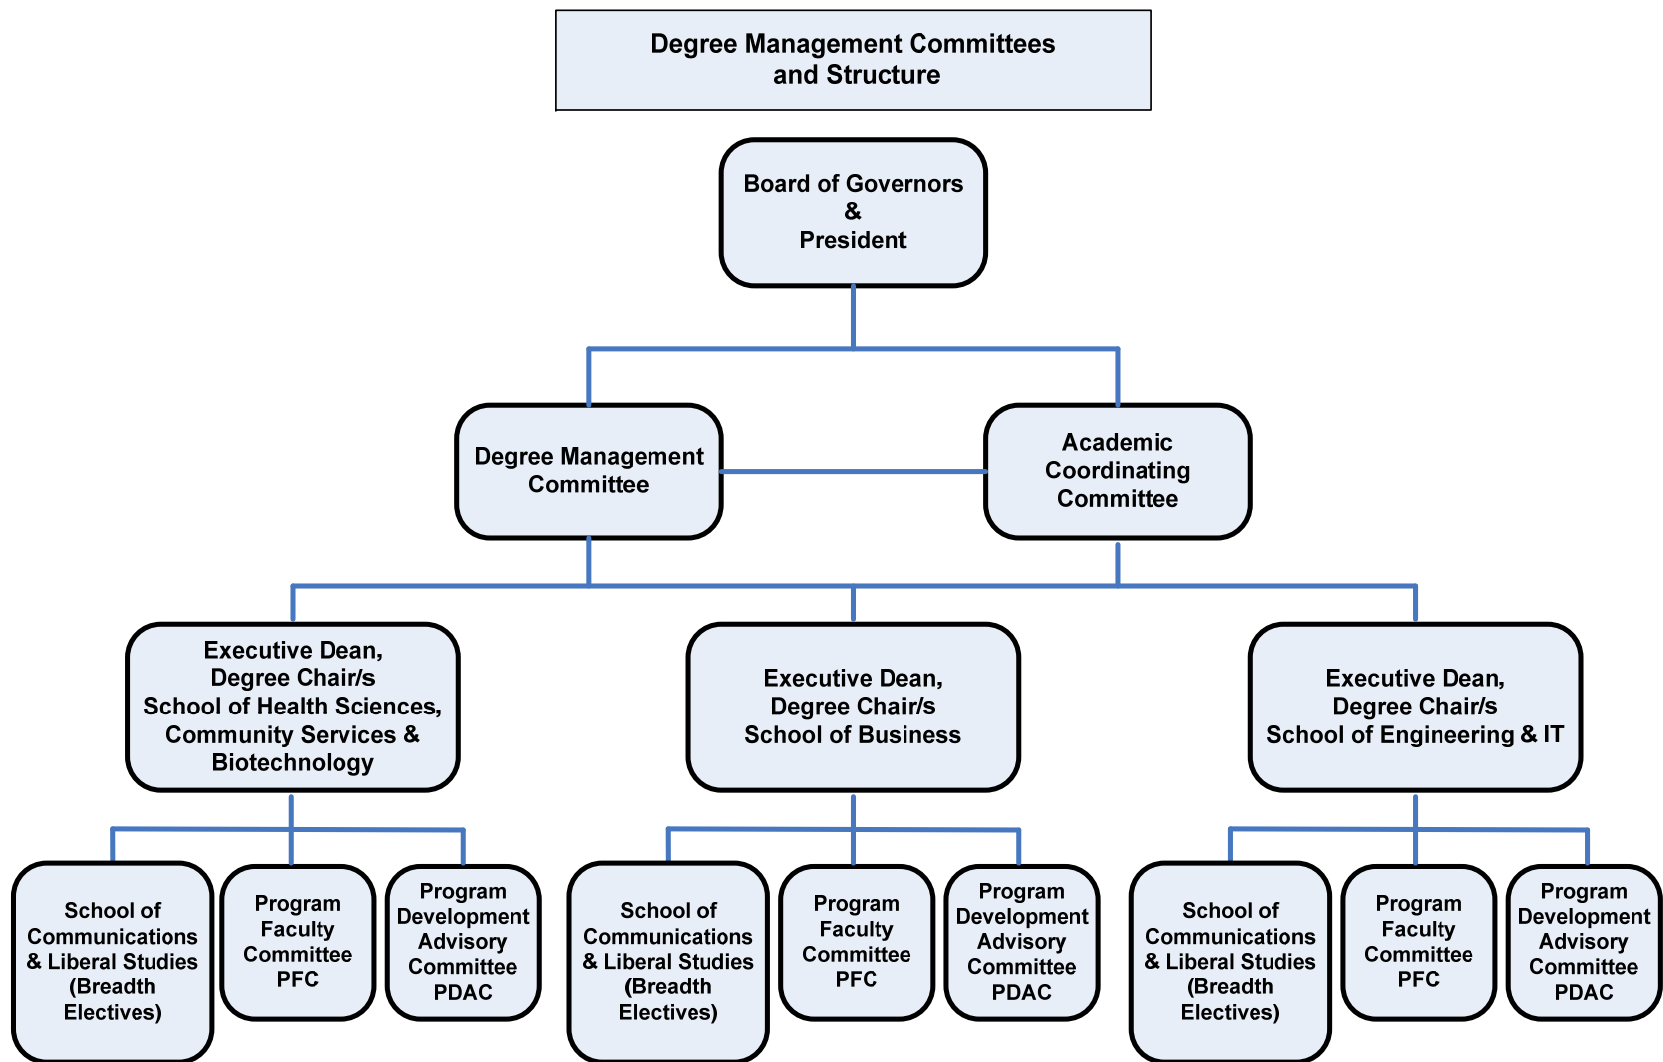 Degree Management Committees
and Structure
Board of Governors
&
President
Degree Management
Committee
Academic
Coordinating
Committee
Executive Dean,
Degree Chair/s
School of Health Sciences,
Community Services &
Biotechnology
Executive Dean,
Degree Chair/s
School of Business
Executive Dean,
Degree Chair/s
School of Engineering & IT
School of
Communications
& Liberal Studies
(Breadth
Electives)
Program
Faculty
Committee
PFC
Program
Development
Advisory
Committee
PDAC
School of
Communications
& Liberal Studies
(Breadth
Electives)
Program
Faculty
Committee
PFC
Program
Development
Advisory
Committee
PDAC
School of
Communications
& Liberal Studies
(Breadth
Electives)
Program
Faculty
Committee
PFC
Program
Development
Advisory
Committee
PDAC